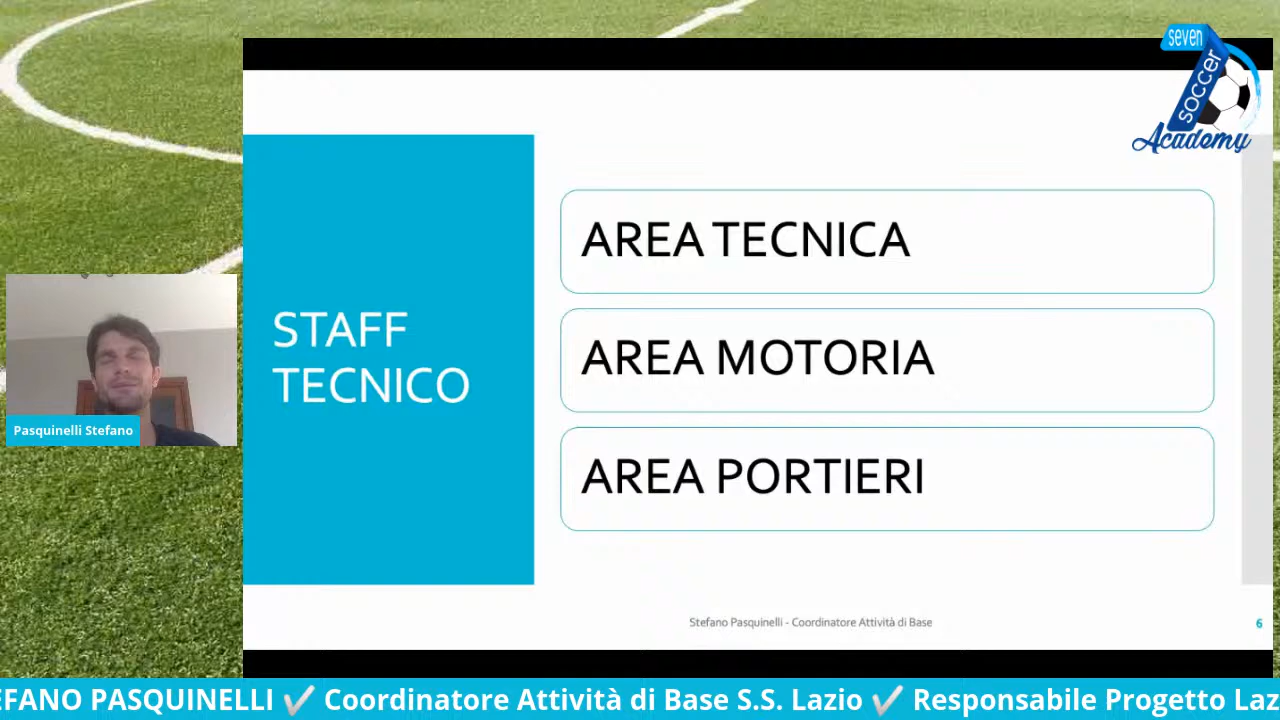 seven
soccer
Academy
AREA TECNICA
STAFF
TECNICO
AREA MOTORIA
AREA PORTIERI
Pasquinelli Stefano
Stefano Pasquinelli - Coordinatore Attività di Base
6
EFANO PASQUINELLI ✔ Coordinatore Attività di Base S.S. Lazio ✔ Responsabile Progetto Laz